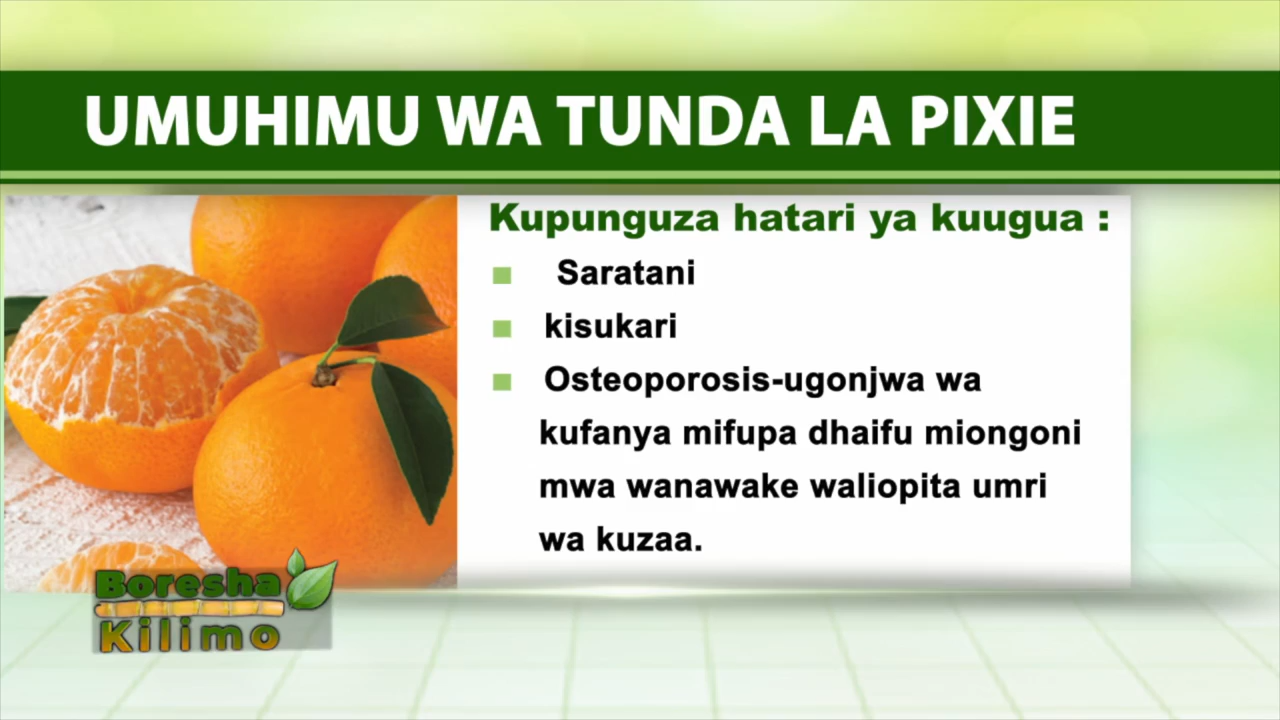 UMUHIMU WA TUNDA LA PIXIE
Kupunguza hatari ya kuugua :
Saratani
kisukari
Osteoporosis-ugonjwa wa
kufanya mifupa dhaifu miongoni
mwa wanawake waliopita umri
wa kuzaa.
Boresha
Kilimo